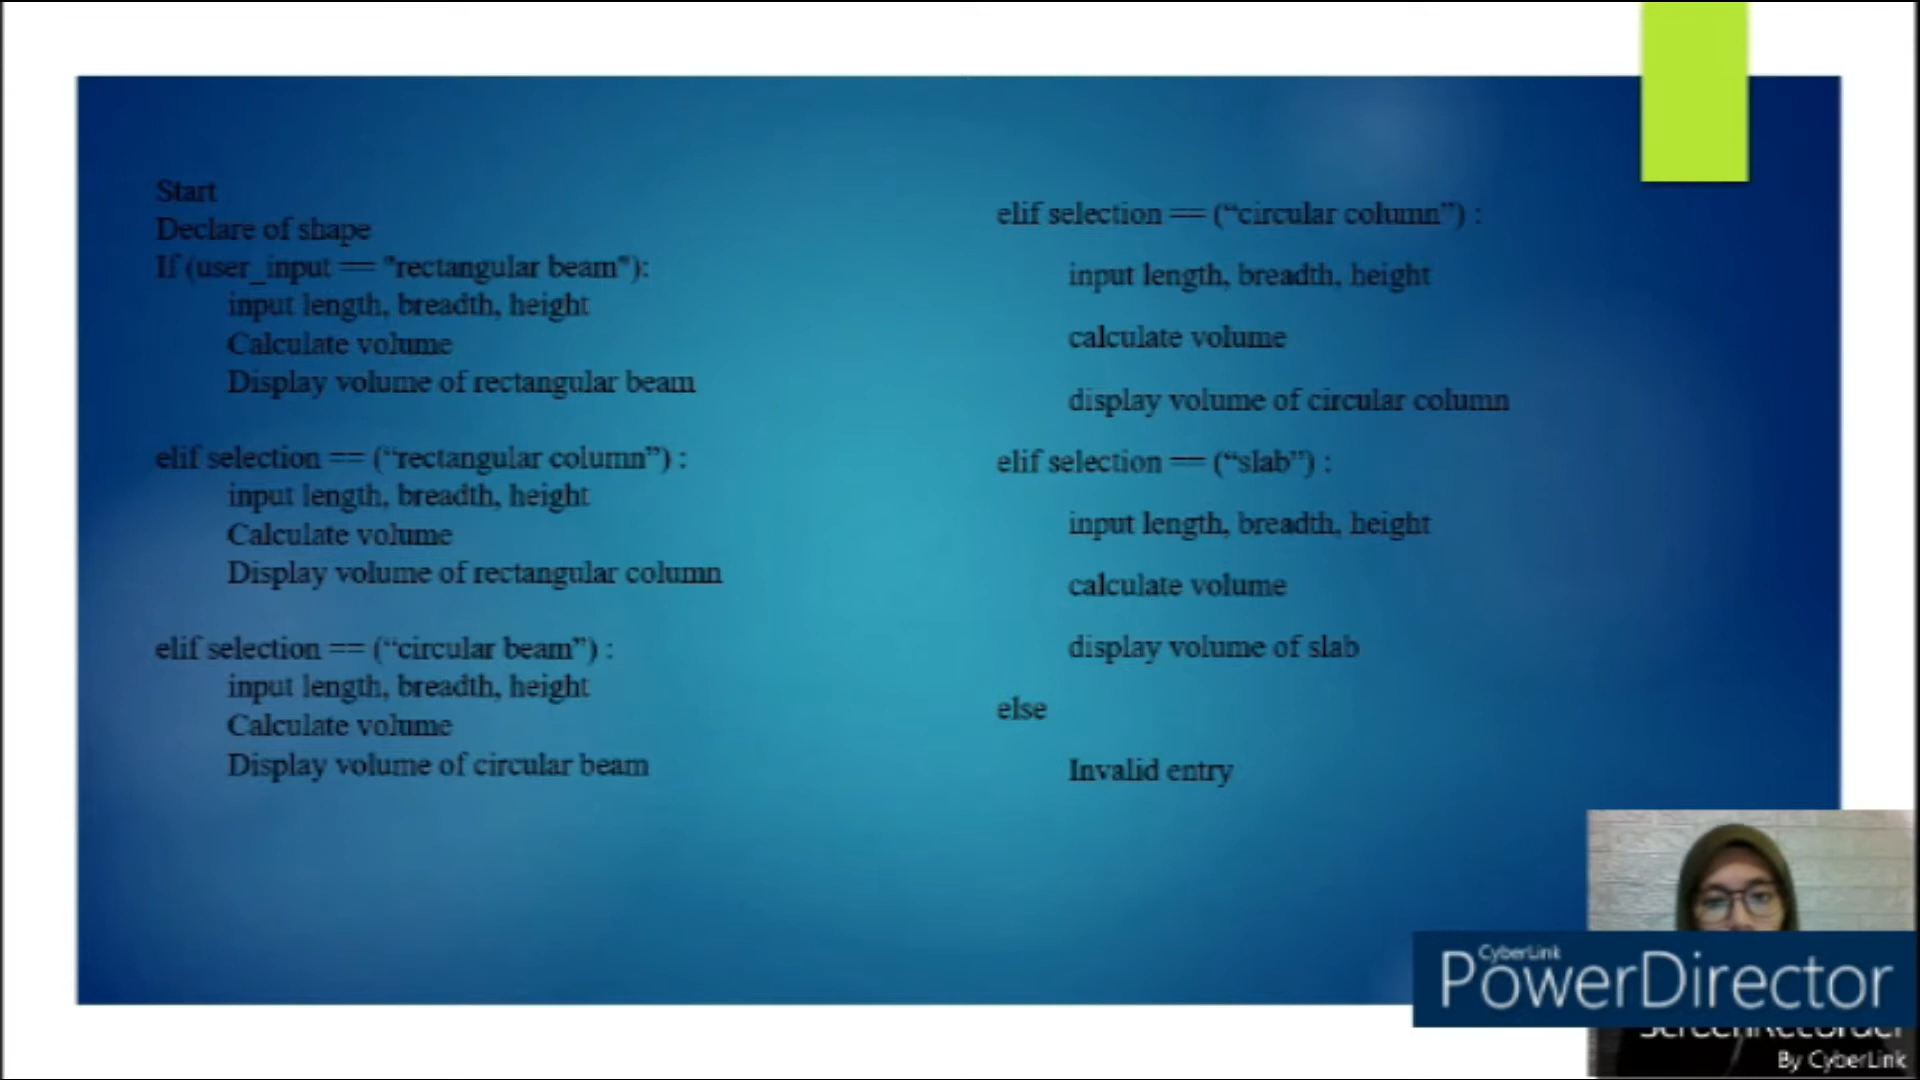 Start
Declare of shape
If (user_input == "rectangular beam"):
input length, breadth, height
Calculate volume
Display volume of rectangular beam
elif selection == (“rectangular column”) :
input length, breadth, height
Calculate volume
Display volume of rectangular column
elif selection == (“circular beam”) :
input length, breadth, height
Calculate volume
Display volume of circular beam
elif selection == (“circular column”) :
input length, breadth, height
calculate volume
display volume of circular column
elif selection == (“slab”) :
input length, breadth, height
calculate volume
display volume of slab
else
Invalid entry
CyberLink
PowerDirector
ScreenRecorder
By CyberLink